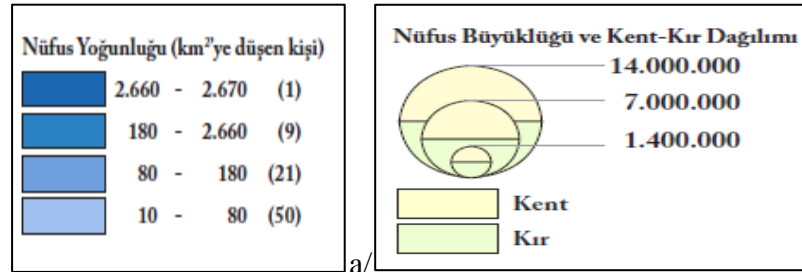 Nüfus Yoğunluğu (km²'ye düşen kişi)
2.660 - 2.670 (1)
180 - 2.660 (9)
80 - 180 (21)
10 - 80 (50)
a/
Nüfus Büyüklüğü ve Kent-Kır Dağılımı
14.000.000
7.000.000
1.400.000
Kent
Kır